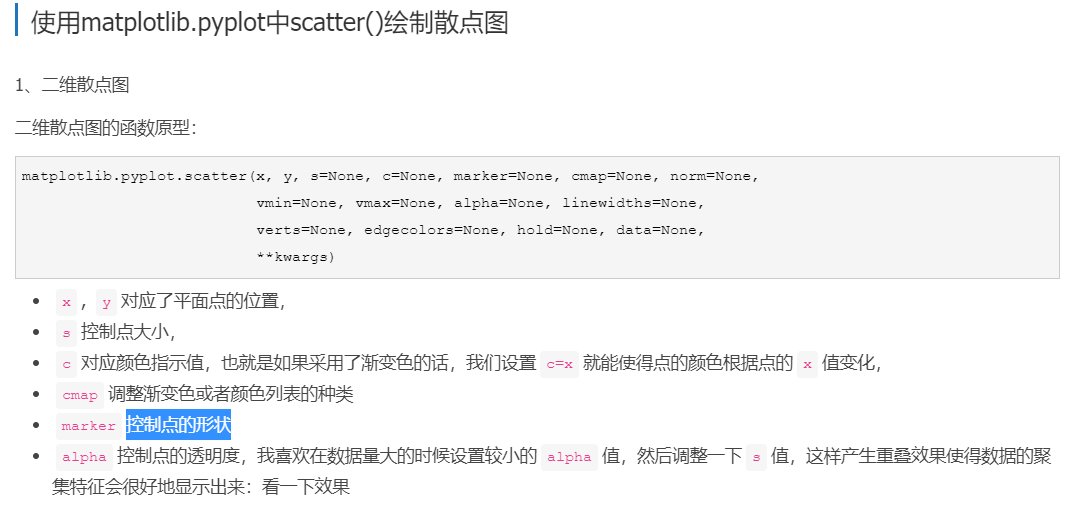 使用matplotlib.pyplot中scatter()绘制散点图
1、二维散点图
二维散点图的函数原型：
matplotlib.pyplot.scatter(x, y, s=None, c=None, marker=None, cmap=None, norm=None,
vmin=None, vmax=None, alpha=None, linewidths=None,
verts=None, edgecolors=None, hold=None, data=None,
**kwargs)
x ，y 对应了平面点的位置，
s 控制点大小，
c 对应颜色指示值，也就是如果采用了渐变色的话，我们设置 c=x 就能使得点的颜色根据点的 x 值变化，
cmap 调整渐变色或者颜色列表的种类
marker 控制点的形状
alpha 控制点的透明度，我喜欢在数据量大的时候设置较小的 alpha 值，然后调整一下 s 值，这样产生重叠效果使得数据的聚
集特征会很好地显示出来：看一下效果